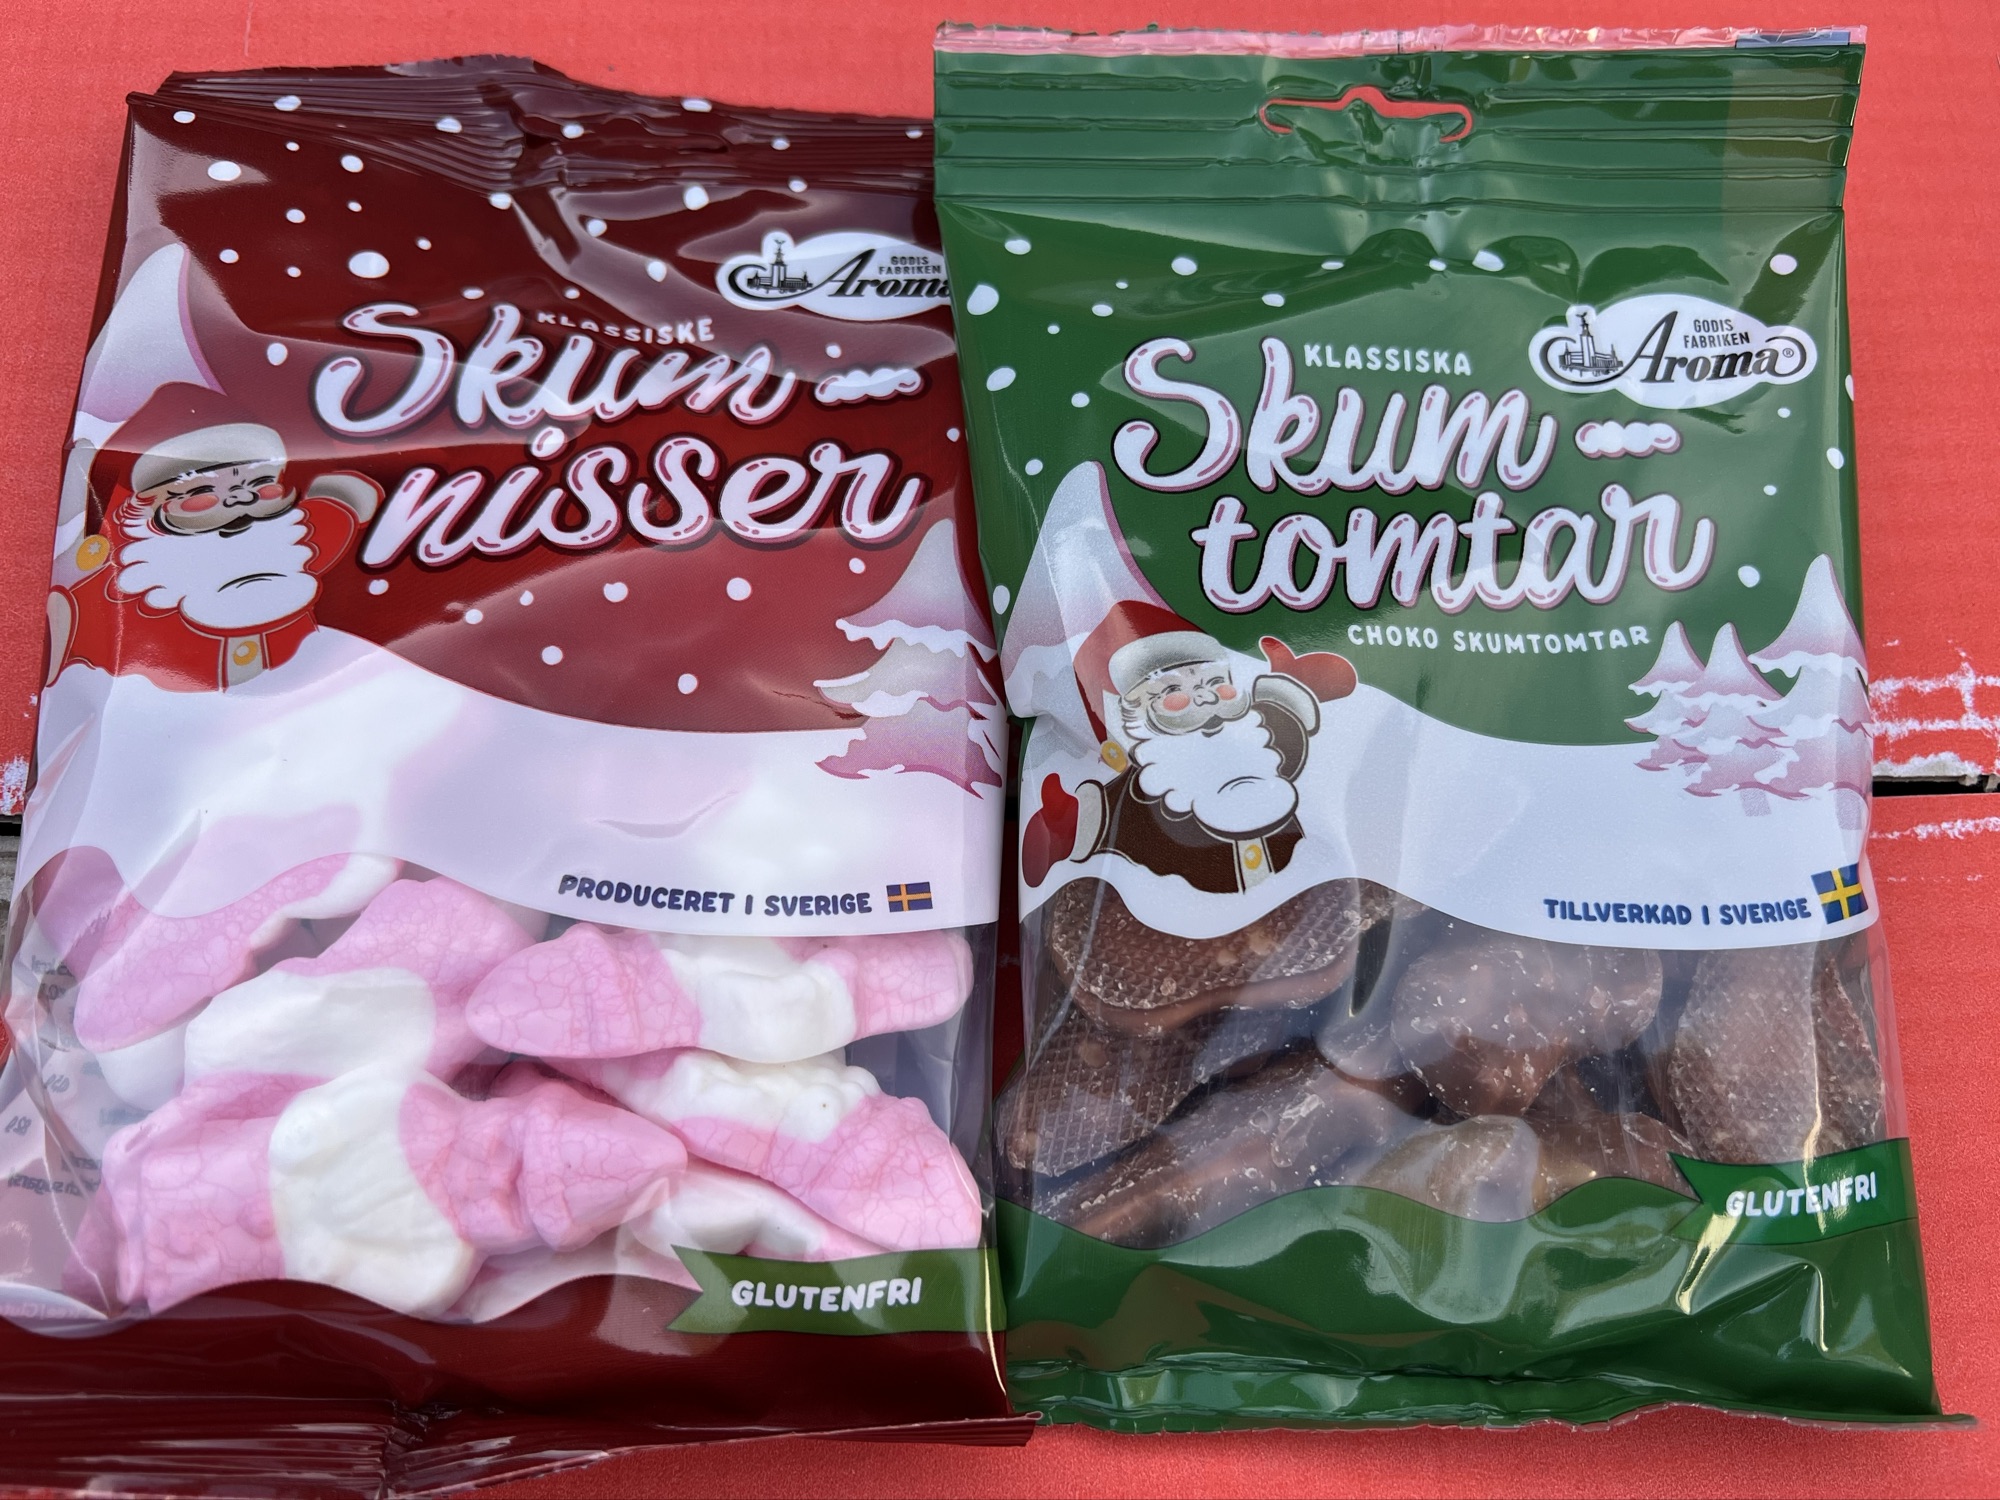 GODIS
FABRIKEN
Aroma
KLASSISKE
Skum-
nisser
PRODUCERET I SVERIGE
GLUTENFRI
GODIS
FABRIKEN
Aroma®
KLASSISKA
Skum-
tomtar
CHOKO SKUMTOMTAR
TILLVERKAD I SVERIGE
GLUTENFRI